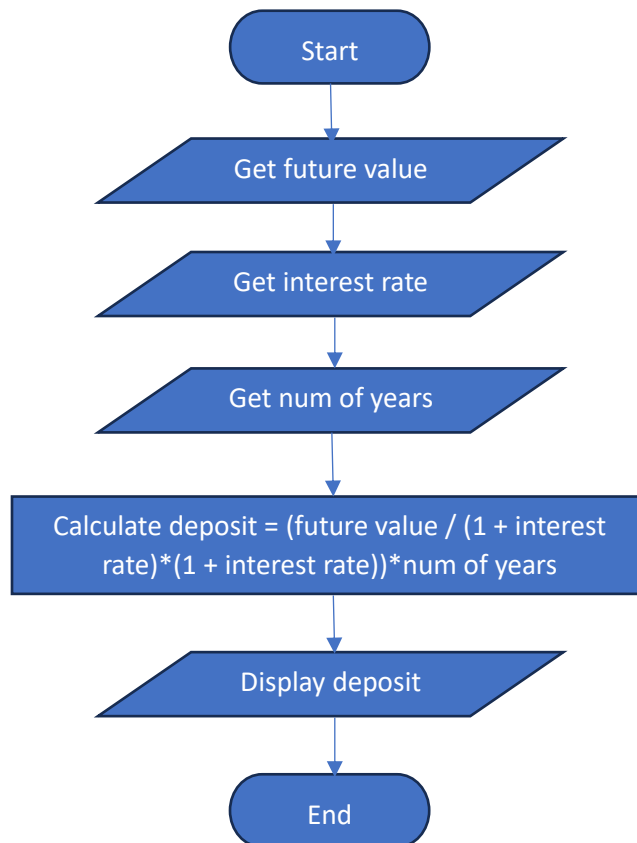 Start
Get future value
Get interest rate
Get num of years
Calculate deposit = (future value / (1 + interest
rate)*(1 + interest rate))*num of years
Display deposit
End